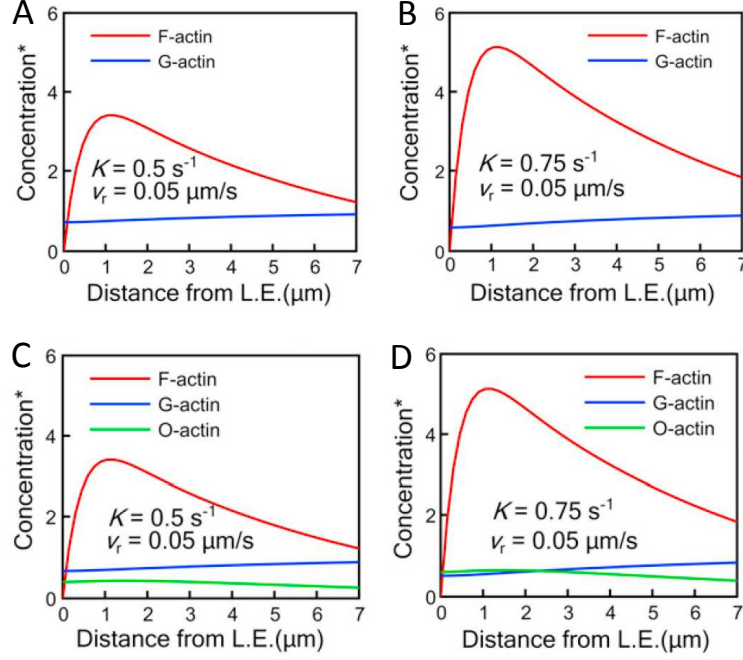 A
6
4
2
0
Concentration*
F-actin
G-actin
K = 0.5 s⁻¹
vᵣ = 0.05 μm/s
0 1 2 3 4 5 6 7
Distance from L.E.(μm)
B
6
4
2
0
Concentration*
F-actin
G-actin
K = 0.75 s⁻¹
vᵣ = 0.05 μm/s
0 1 2 3 4 5 6 7
Distance from L.E.(μm)
C
6
4
2
0
Concentration*
F-actin
G-actin
O-actin
K = 0.5 s⁻¹
vᵣ = 0.05 μm/s
0 1 2 3 4 5 6 7
Distance from L.E.(μm)
D
6
4
2
0
Concentration*
F-actin
G-actin
O-actin
K = 0.75 s⁻¹
vᵣ = 0.05 μm/s
0 1 2 3 4 5 6 7
Distance from L.E.(μm)